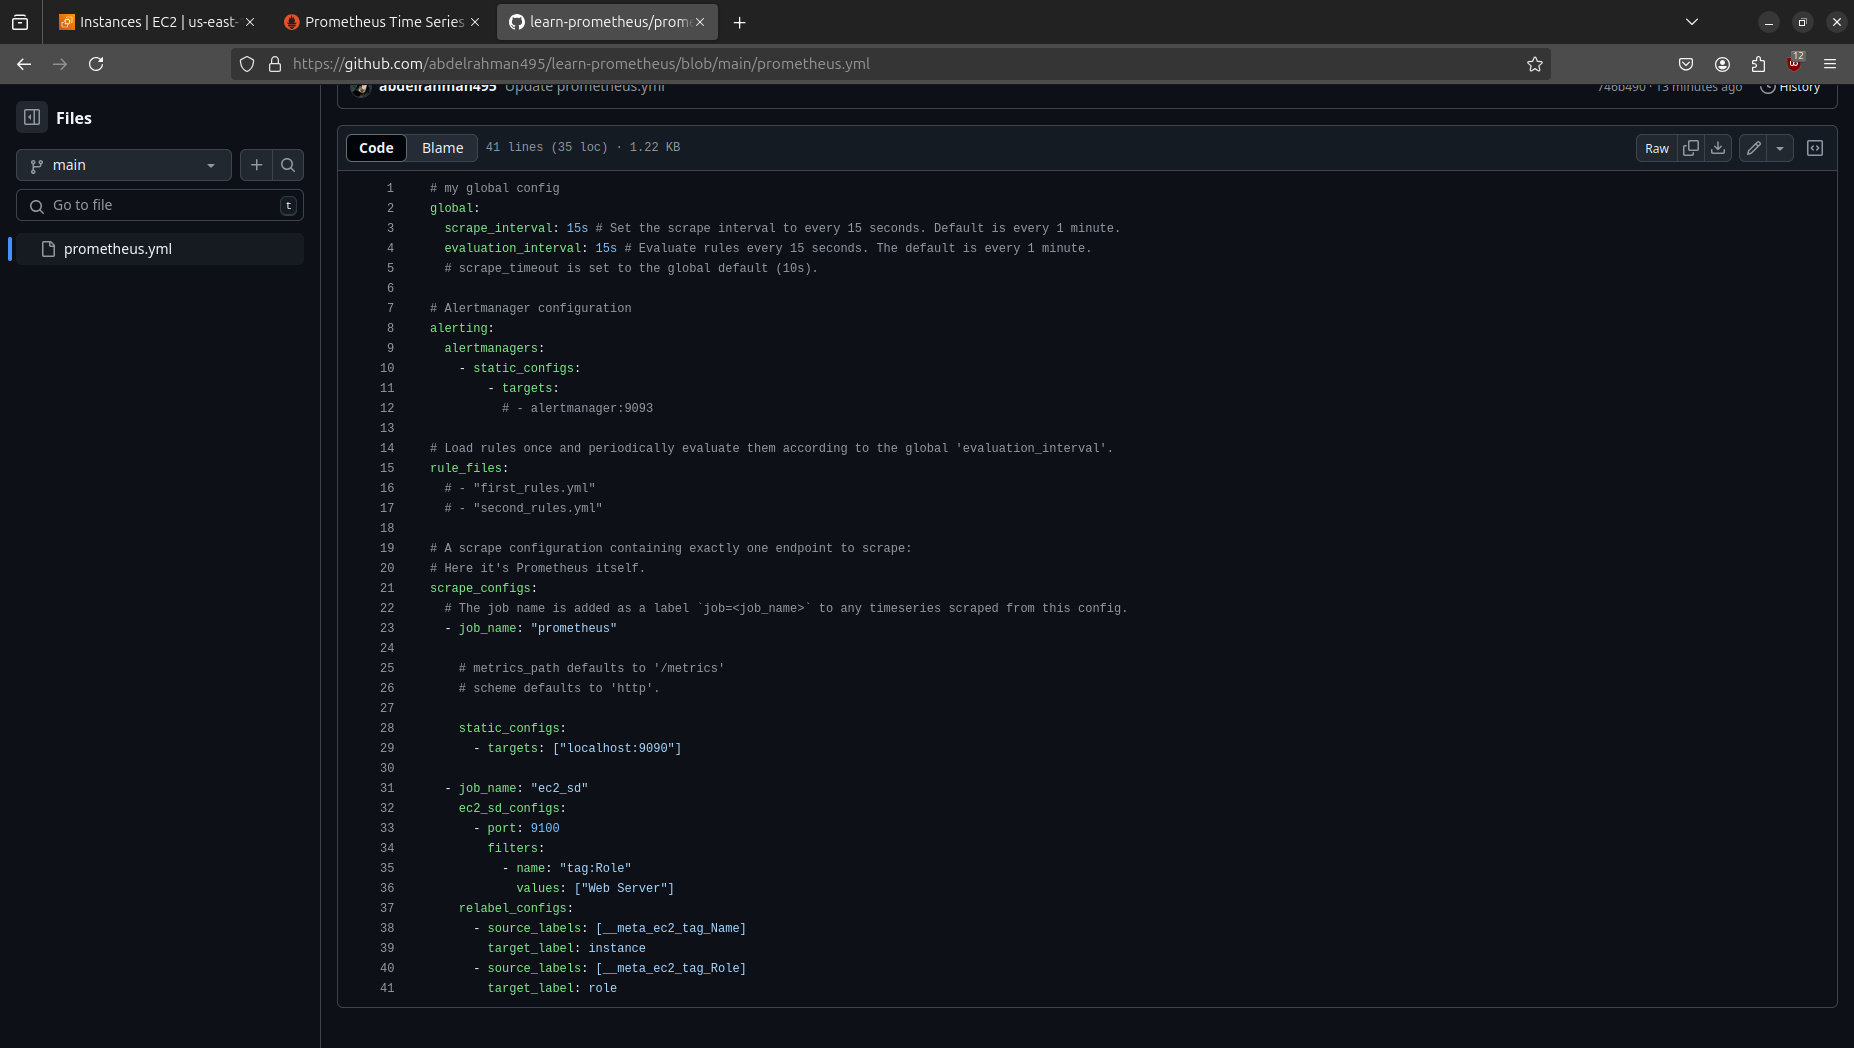 Instances | EC2 | us-east-
Prometheus Time Series
learn-prometheus/prom
https://github.com/abdelrahman495/learn-prometheus/blob/main/prometheus.yml
12
Files
main
Go to file
t
prometheus.yml
abdelrahman495 Update prometheus.yml
746b490 · 13 minutes ago
History
Code
Blame
41 lines (35 loc) · 1.22 KB
Raw
1 # my global config
2 global:
3   scrape_interval: 15s # Set the scrape interval to every 15 seconds. Default is every 1 minute.
4   evaluation_interval: 15s # Evaluate rules every 15 seconds. The default is every 1 minute.
5   # scrape_timeout is set to the global default (10s).
6
7 # Alertmanager configuration
8 alerting:
9   alertmanagers:
10     - static_configs:
11         - targets:
12           # - alertmanager:9093
13
14 # Load rules once and periodically evaluate them according to the global 'evaluation_interval'.
15 rule_files:
16   # - "first_rules.yml"
17   # - "second_rules.yml"
18
19 # A scrape configuration containing exactly one endpoint to scrape:
20 # Here it's Prometheus itself.
21 scrape_configs:
22   # The job name is added as a label `job=<job_name>` to any timeseries scraped from this config.
23   - job_name: "prometheus"
24
25     # metrics_path defaults to '/metrics'
26     # scheme defaults to 'http'.
27
28     static_configs:
29       - targets: ["localhost:9090"]
30
31   - job_name: "ec2_sd"
32     ec2_sd_configs:
33       - port: 9100
34         filters:
35           - name: "tag:Role"
36             values: ["Web Server"]
37     relabel_configs:
38       - source_labels: [__meta_ec2_tag_Name]
39         target_label: instance
40       - source_labels: [__meta_ec2_tag_Role]
41         target_label: role